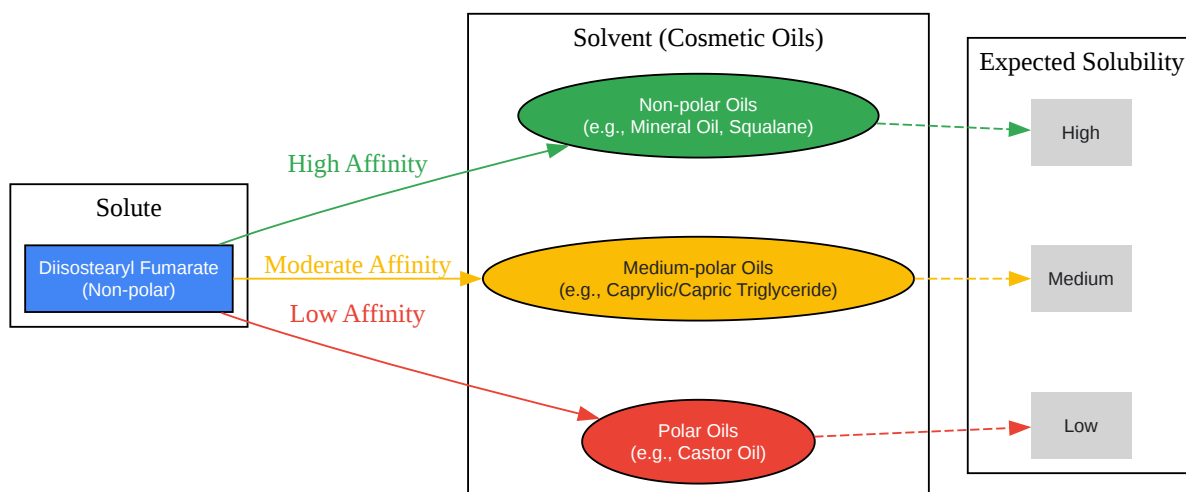 Solvent (Cosmetic Oils)
Expected Solubility
Non-polar Oils
(e.g., Mineral Oil, Squalane)
High
High Affinity
Solute
Diisostearyl Fumarate
(Non-polar)
Moderate Affinity
Medium-polar Oils
(e.g., Caprylic/Capric Triglyceride)
Medium
Low Affinity
Polar Oils
(e.g., Castor Oil)
Low